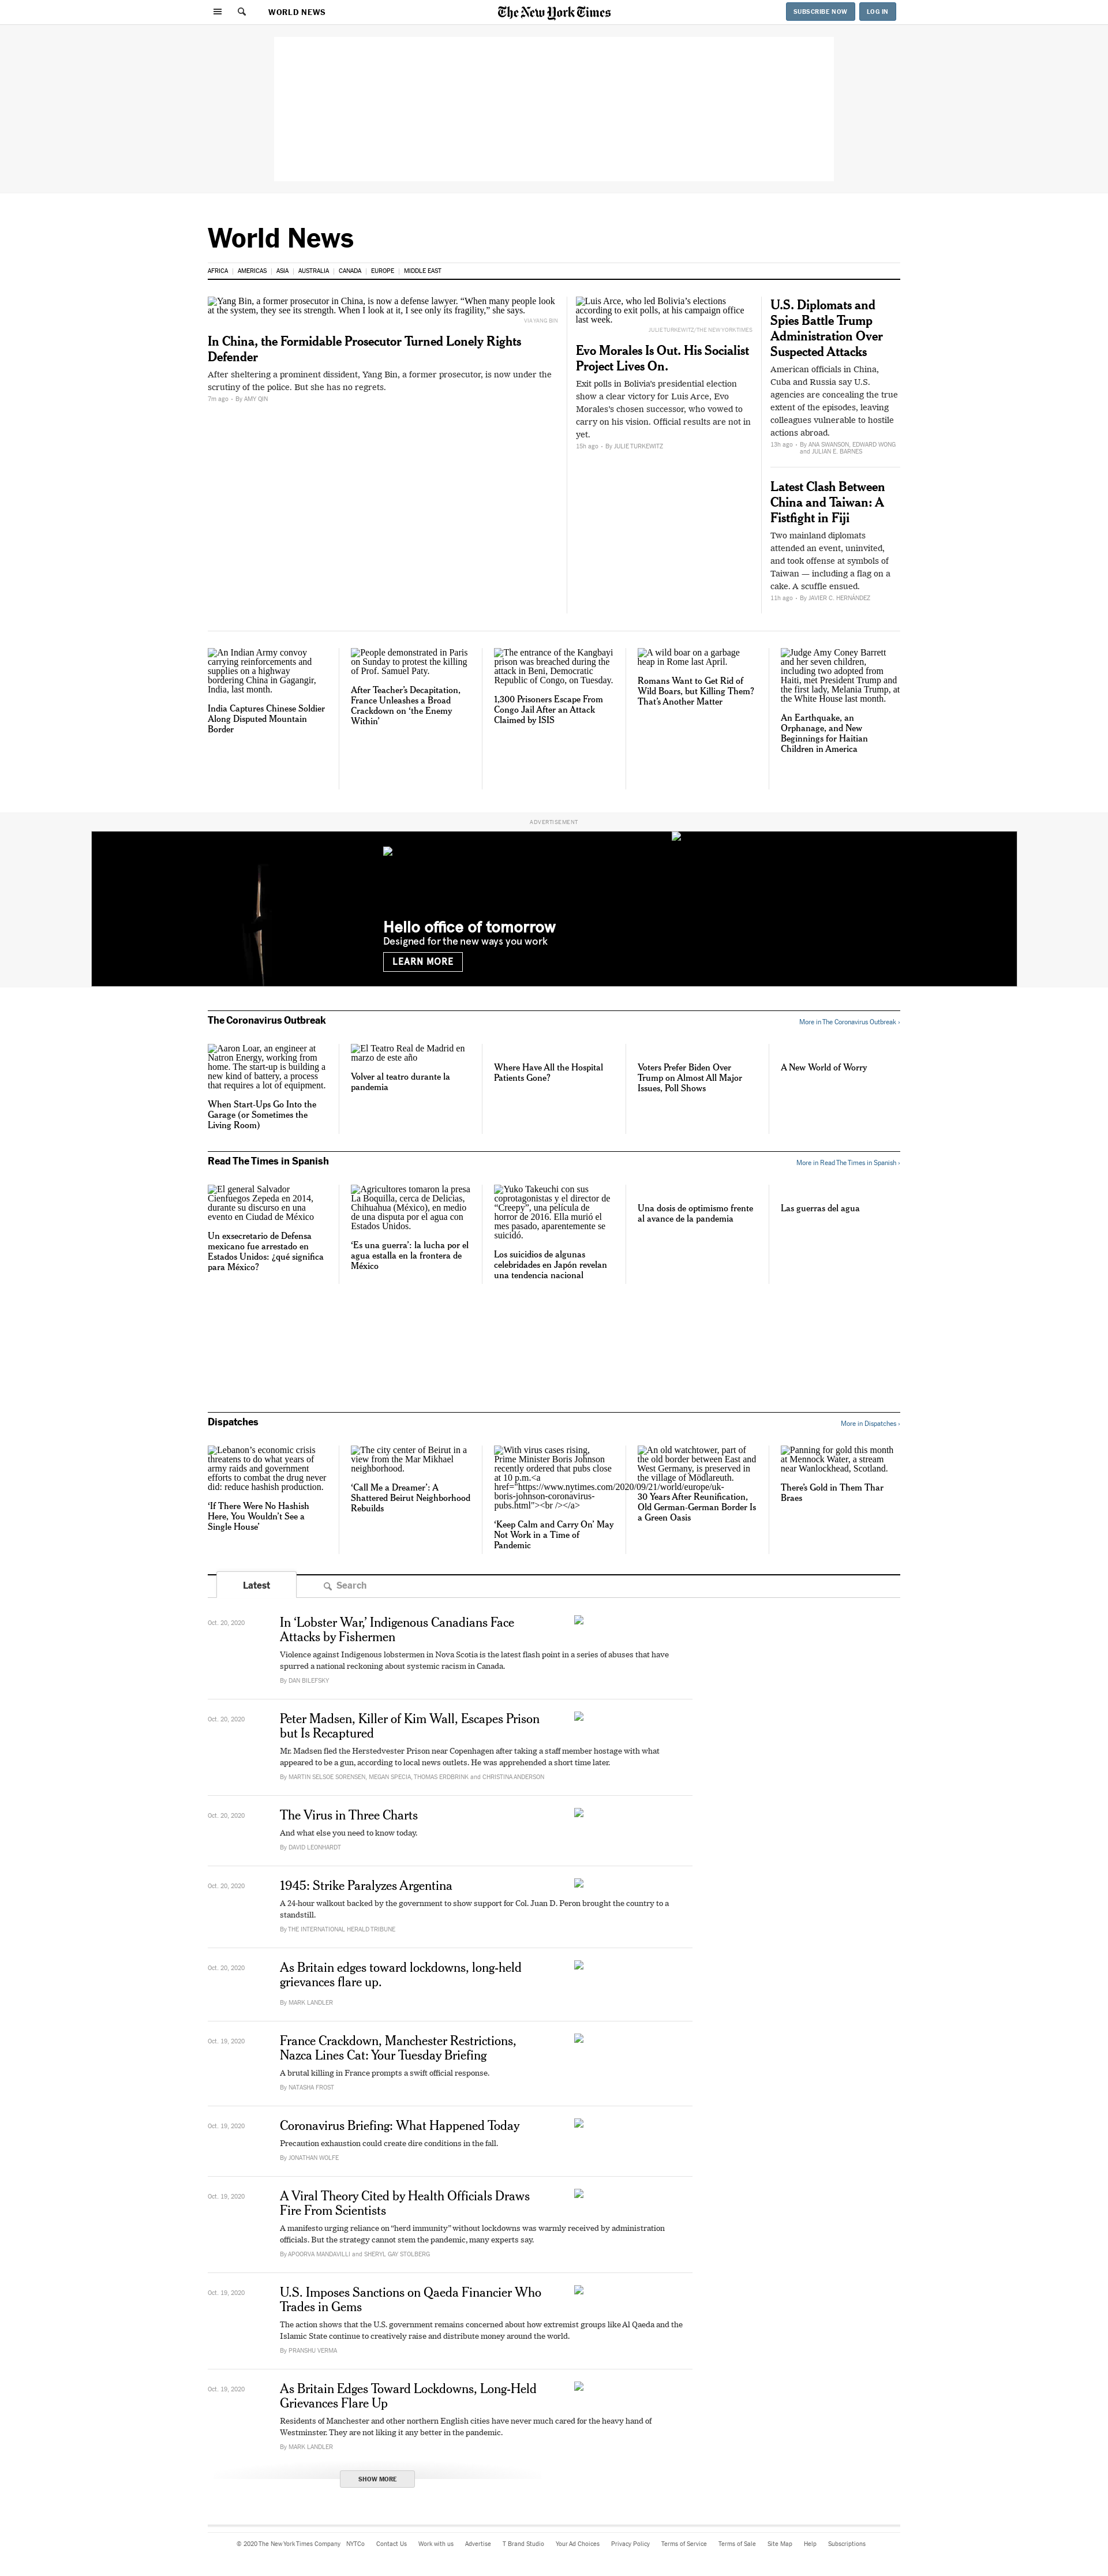 WORLD NEWS
The New York Times
SUBSCRIBE NOW
LOG IN
World News
AFRICA
AMERICAS
ASIA
AUSTRALIA
CANADA
EUROPE
MIDDLE EAST
Yang Bin, a former prosecutor in China, is now a defense lawyer. “When many people look
at the system, they see its strength. When I look at it, I see only its fragility,” she says.
VIA YANG BIN
In China, the Formidable Prosecutor Turned Lonely Rights
Defender
After sheltering a prominent dissident, Yang Bin, a former prosecutor, is now under the
scrutiny of the police. But she has no regrets.
7m ago - By AMY QIN
Luis Arce, who led Bolivia’s elections
according to exit polls, at his campaign office
last week.
JULIE TURKEWITZ/THE NEW YORK TIMES
Evo Morales Is Out. His Socialist
Project Lives On.
Exit polls in Bolivia’s presidential election
show a clear victory for Luis Arce, Evo
Morales’s chosen successor, who vowed to
carry on his vision. Official results are not in
yet.
15h ago - By JULIE TURKEWITZ
U.S. Diplomats and
Spies Battle Trump
Administration Over
Suspected Attacks
American officials in China,
Cuba and Russia say U.S.
agencies are concealing the true
extent of the episodes, leaving
colleagues vulnerable to hostile
actions abroad.
13h ago - By ANA SWANSON, EDWARD WONG
and JULIAN E. BARNES
Latest Clash Between
China and Taiwan: A
Fistfight in Fiji
Two mainland diplomats
attended an event, uninvited,
and took offense at symbols of
Taiwan — including a flag on a
cake. A scuffle ensued.
11h ago - By JAVIER C. HERNÁNDEZ
An Indian Army convoy
carrying reinforcements and
supplies on a highway
bordering China in Gagangir,
India, last month.
India Captures Chinese Soldier
Along Disputed Mountain
Border
People demonstrated in Paris
on Sunday to protest the killing
of Prof. Samuel Paty.
After Teacher’s Decapitation,
France Unleashes a Broad
Crackdown on ‘the Enemy
Within’
The entrance of the Kangbayi
prison was breached during the
attack in Beni, Democratic
Republic of Congo, on Tuesday.
1,300 Prisoners Escape From
Congo Jail After an Attack
Claimed by ISIS
A wild boar on a garbage
heap in Rome last April.
Romans Want to Get Rid of
Wild Boars, but Killing Them?
That’s Another Matter
Judge Amy Coney Barrett
and her seven children,
including two adopted from
Haiti, met President Trump and
the first lady, Melania Trump, at
the White House last month.
An Earthquake, an
Orphanage, and New
Beginnings for Haitian
Children in America
ADVERTISEMENT
Hello office of tomorrow
Designed for the new ways you work
LEARN MORE
The Coronavirus Outbreak
More in The Coronavirus Outbreak ›
Aaron Loar, an engineer at
Natron Energy, working from
home. The start-up is building a
new kind of battery, a process
that requires a lot of equipment.
When Start-Ups Go Into the
Garage (or Sometimes the
Living Room)
El Teatro Real de Madrid en
marzo de este año
Volver al teatro durante la
pandemia
Where Have All the Hospital
Patients Gone?
Voters Prefer Biden Over
Trump on Almost All Major
Issues, Poll Shows
A New World of Worry
Read The Times in Spanish
More in Read The Times in Spanish ›
El general Salvador
Cienfuegos Zepeda en 2014,
durante su discurso en una
evento en Ciudad de México
Un exsecretario de Defensa
mexicano fue arrestado en
Estados Unidos: ¿qué significa
para México?
Agricultores tomaron la presa
La Boquilla, cerca de Delicias,
Chihuahua (México), en medio
de una disputa por el agua con
Estados Unidos.
‘Es una guerra’: la lucha por el
agua estalla en la frontera de
México
Yuko Takeuchi con sus
coprotagonistas y el director de
“Creepy”, una película de
horror de 2016. Ella murió el
mes pasado, aparentemente se
suicidó.
Los suicidios de algunas
celebridades en Japón revelan
una tendencia nacional
Una dosis de optimismo frente
al avance de la pandemia
Las guerras del agua
Dispatches
More in Dispatches ›
Lebanon’s economic crisis
threatens to do what years of
army raids and government
efforts to combat the drug never
did: reduce hashish production.
‘If There Were No Hashish
Here, You Wouldn’t See a
Single House’
The city center of Beirut in a
view from the Mar Mikhael
neighborhood.
‘Call Me a Dreamer’: A
Shattered Beirut Neighborhood
Rebuilds
With virus cases rising,
Prime Minister Boris Johnson
recently ordered that pubs close
at 10 p.m.<a
href="https://www.nytimes.com/2020/09/21/world/europe/uk-
boris-johnson-coronavirus-
pubs.html"><br /></a>
‘Keep Calm and Carry On’ May
Not Work in a Time of
Pandemic
An old watchtower, part of
the old border between East and
West Germany, is preserved in
the village of Mödlareuth.
30 Years After Reunification,
Old German-German Border Is
a Green Oasis
Panning for gold this month
at Mennock Water, a stream
near Wanlockhead, Scotland.
There’s Gold in Them Thar
Braes
Latest
Search
Oct. 20, 2020
In ‘Lobster War,’ Indigenous Canadians Face
Attacks by Fishermen
Violence against Indigenous lobstermen in Nova Scotia is the latest flash point in a series of abuses that have
spurred a national reckoning about systemic racism in Canada.
By DAN BILEFSKY
Oct. 20, 2020
Peter Madsen, Killer of Kim Wall, Escapes Prison
but Is Recaptured
Mr. Madsen fled the Herstedvester Prison near Copenhagen after taking a staff member hostage with what
appeared to be a gun, according to local news outlets. He was apprehended a short time later.
By MARTIN SELSOE SORENSEN, MEGAN SPECIA, THOMAS ERDBRINK and CHRISTINA ANDERSON
Oct. 20, 2020
The Virus in Three Charts
And what else you need to know today.
By DAVID LEONHARDT
Oct. 20, 2020
1945: Strike Paralyzes Argentina
A 24-hour walkout backed by the government to show support for Col. Juan D. Peron brought the country to a
standstill.
By THE INTERNATIONAL HERALD TRIBUNE
Oct. 20, 2020
As Britain edges toward lockdowns, long-held
grievances flare up.
By MARK LANDLER
Oct. 19, 2020
France Crackdown, Manchester Restrictions,
Nazca Lines Cat: Your Tuesday Briefing
A brutal killing in France prompts a swift official response.
By NATASHA FROST
Oct. 19, 2020
Coronavirus Briefing: What Happened Today
Precaution exhaustion could create dire conditions in the fall.
By JONATHAN WOLFE
Oct. 19, 2020
A Viral Theory Cited by Health Officials Draws
Fire From Scientists
A manifesto urging reliance on “herd immunity” without lockdowns was warmly received by administration
officials. But the strategy cannot stem the pandemic, many experts say.
By APOORVA MANDAVILLI and SHERYL GAY STOLBERG
Oct. 19, 2020
U.S. Imposes Sanctions on Qaeda Financier Who
Trades in Gems
The action shows that the U.S. government remains concerned about how extremist groups like Al Qaeda and the
Islamic State continue to creatively raise and distribute money around the world.
By PRANSHU VERMA
Oct. 19, 2020
As Britain Edges Toward Lockdowns, Long-Held
Grievances Flare Up
Residents of Manchester and other northern English cities have never much cared for the heavy hand of
Westminster. They are not liking it any better in the pandemic.
By MARK LANDLER
SHOW MORE
© 2020 The New York Times Company NYTCo Contact Us Work with us Advertise T Brand Studio Your Ad Choices Privacy Policy Terms of Service Terms of Sale Site Map Help Subscriptions